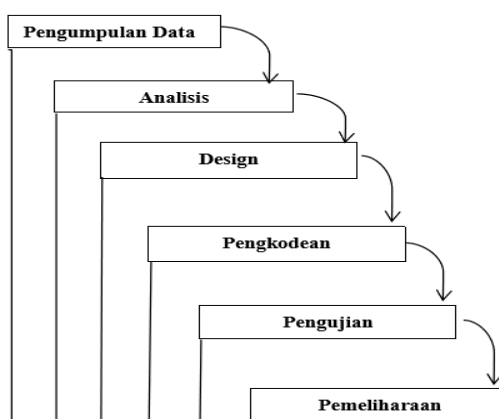 Pengumpulan Data
Analisis
Design
Pengkodean
Pengujian
Pemeliharaan